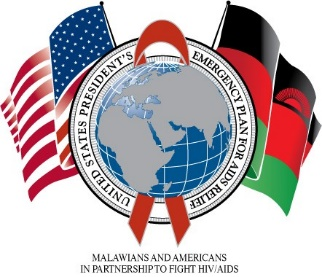 UNITED STATES PRESIDENT'S
EMERGENCY PLAN FOR AIDS RELIEF
MALAWIANS AND AMERICANS
IN PARTNERSHIP TO FIGHT HIV/AIDS